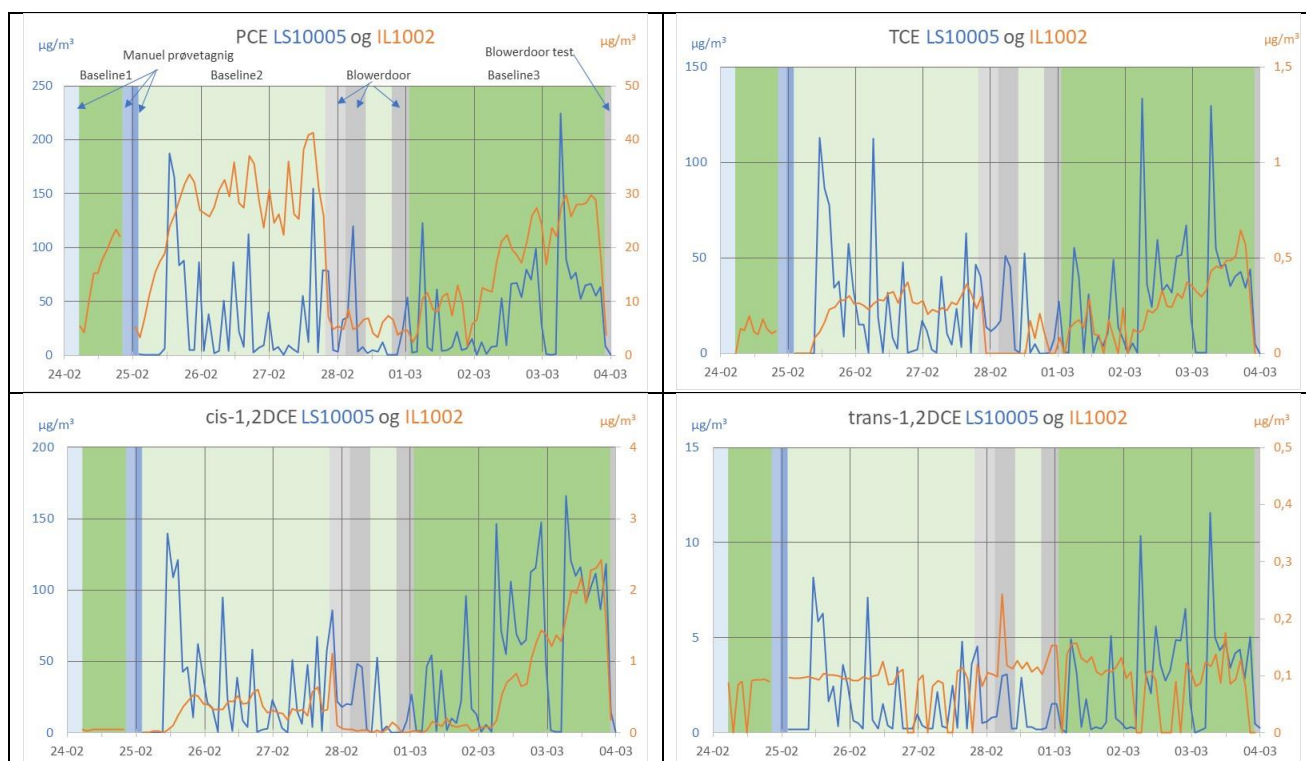 PCE LS10005 og IL1002
µg/m³
µg/m³
Manuel prøvetagnig
Blowerdoor test
Baseline1
Baseline2
Blowerdoor
Baseline3
250
200
150
100
50
0
50
40
30
20
10
0
24-02 25-02 26-02 27-02 28-02 01-03 02-03 03-03 04-03
TCE LS10005 og IL1002
µg/m³
µg/m³
150
100
50
0
1,5
1
0,5
0
24-02 25-02 26-02 27-02 28-02 01-03 02-03 03-03 04-03
cis-1,2DCE LS10005 og IL1002
µg/m³
µg/m³
200
150
100
50
0
4
3
2
1
0
24-02 25-02 26-02 27-02 28-02 01-03 02-03 03-03 04-03
trans-1,2DCE LS10005 og IL1002
µg/m³
µg/m³
15
10
5
0
0,5
0,4
0,3
0,2
0,1
0
24-02 25-02 26-02 27-02 28-02 01-03 02-03 03-03 04-03